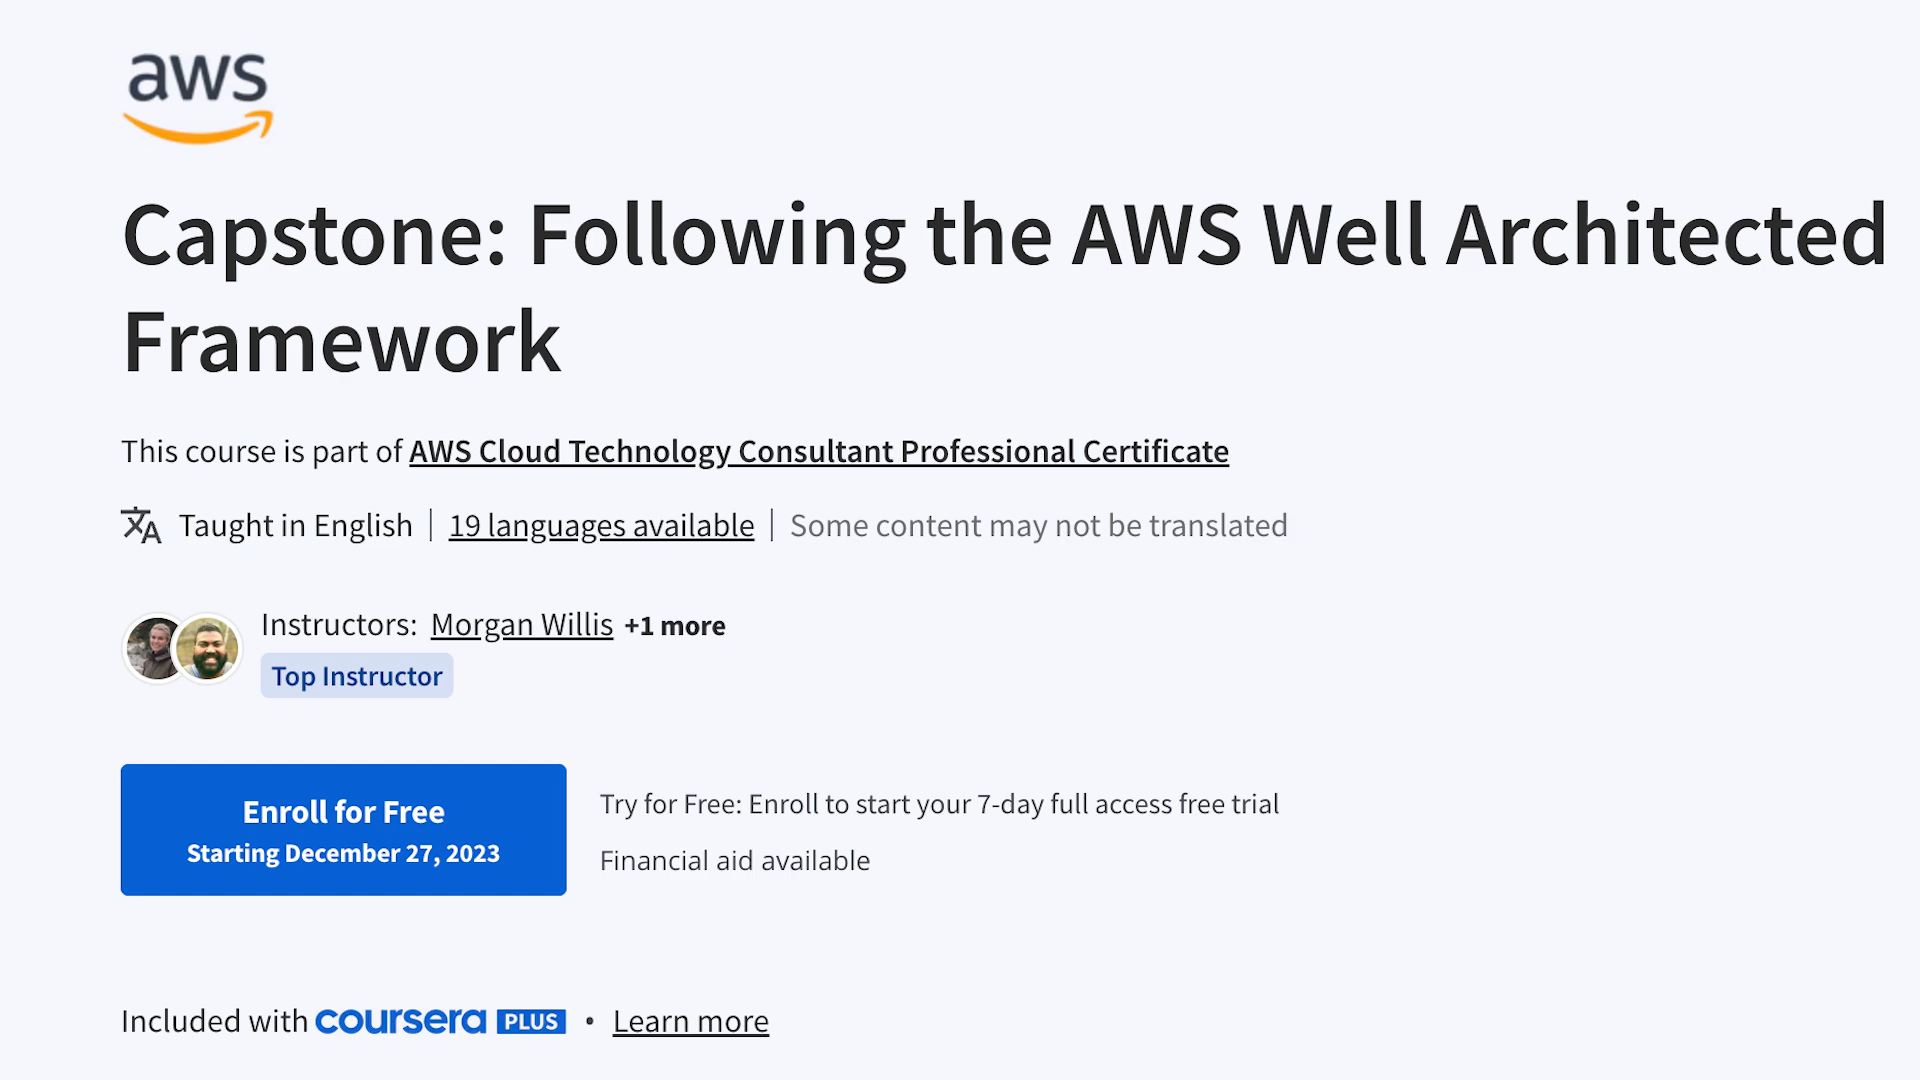 aws
Capstone: Following the AWS Well Architected
Framework
This course is part of AWS Cloud Technology Consultant Professional Certificate
Taught in English | 19 languages available | Some content may not be translated
Instructors: Morgan Willis +1 more
Top Instructor
Enroll for Free
Starting December 27, 2023
Try for Free: Enroll to start your 7-day full access free trial
Financial aid available
Included with coursera PLUS • Learn more